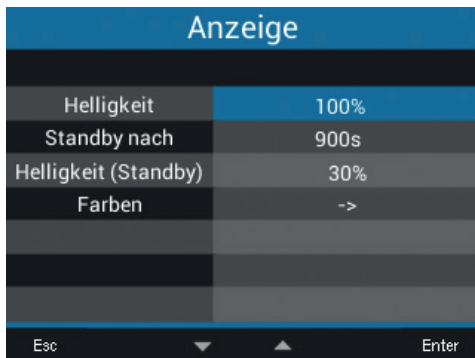 Anzeige
Helligkeit 100%
Standby nach 900s
Helligkeit (Standby) 30%
Farben ->
Esc Enter